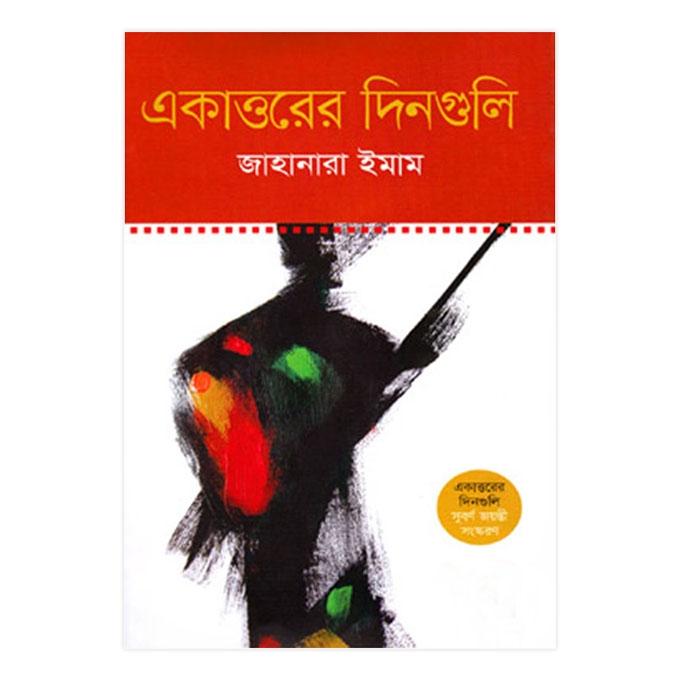 একাত্তরের দিনগুলি
জাহানারা ইমাম
একাত্তরের
দিনগুলি
সুবর্ণ জয়ন্তী
সংস্করণ